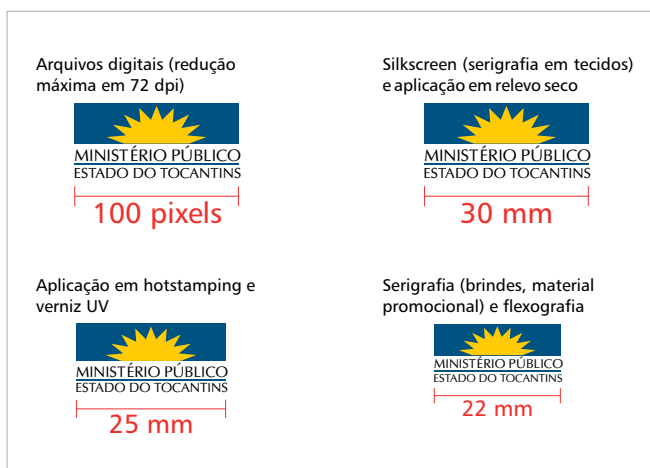 Arquivos digitais (redução
máxima em 72 dpi)
MINISTÉRIO PÚBLICO
ESTADO DO TOCANTINS
100 pixels
Silkscreen (serigrafia em tecidos)
e aplicação em relevo seco
MINISTÉRIO PÚBLICO
ESTADO DO TOCANTINS
30 mm
Aplicação em hotstamping e
verniz UV
MINISTÉRIO PÚBLICO
ESTADO DO TOCANTINS
25 mm
Serigrafia (brindes, material
promocional) e flexografia
MINISTÉRIO PÚBLICO
ESTADO DO TOCANTINS
22 mm